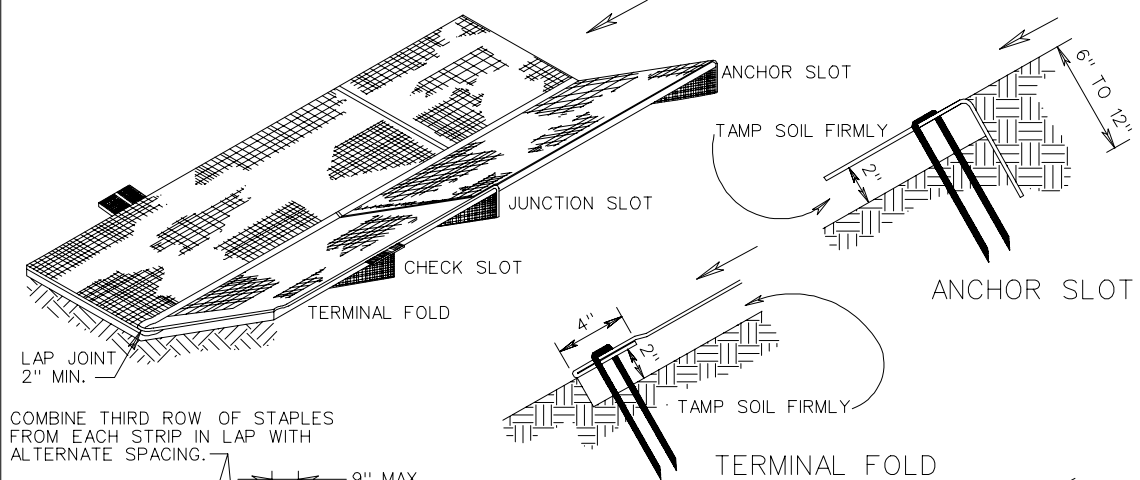 ANCHOR SLOT
JUNCTION SLOT
CHECK SLOT
TERMINAL FOLD
LAP JOINT
2" MIN.
COMBINE THIRD ROW OF STAPLES
FROM EACH STRIP IN LAP WITH
ALTERNATE SPACING.
9" MAX
TAMP SOIL FIRMLY
2"
6" TO 12"
ANCHOR SLOT
4"
2"
TAMP SOIL FIRMLY
TERMINAL FOLD